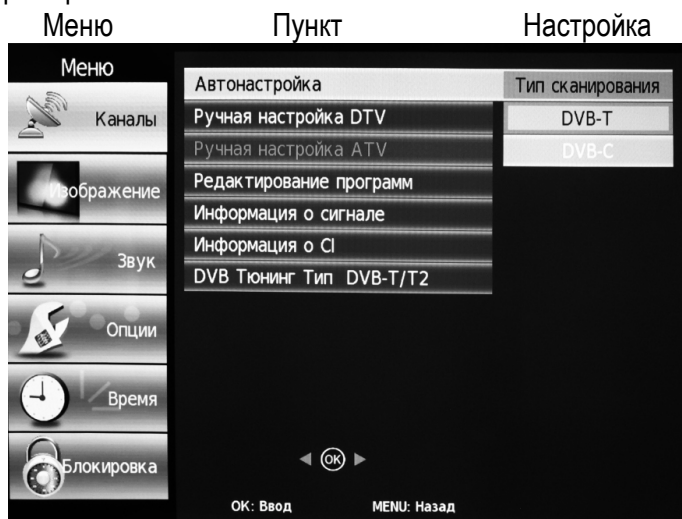 Меню Пункт Настройка
Меню
Автонастройка Тип сканирования
Каналы Ручная настройка DTV DVB-T
Ручная настройка ATV DVB-C
Изображение Редактирование программ
Информация о сигнале
Звук Информация о CI
DVB Тюнинг Тип DVB-T/T2
Опции
Время
OK
Блокировка
OK: Ввод MENU: Назад